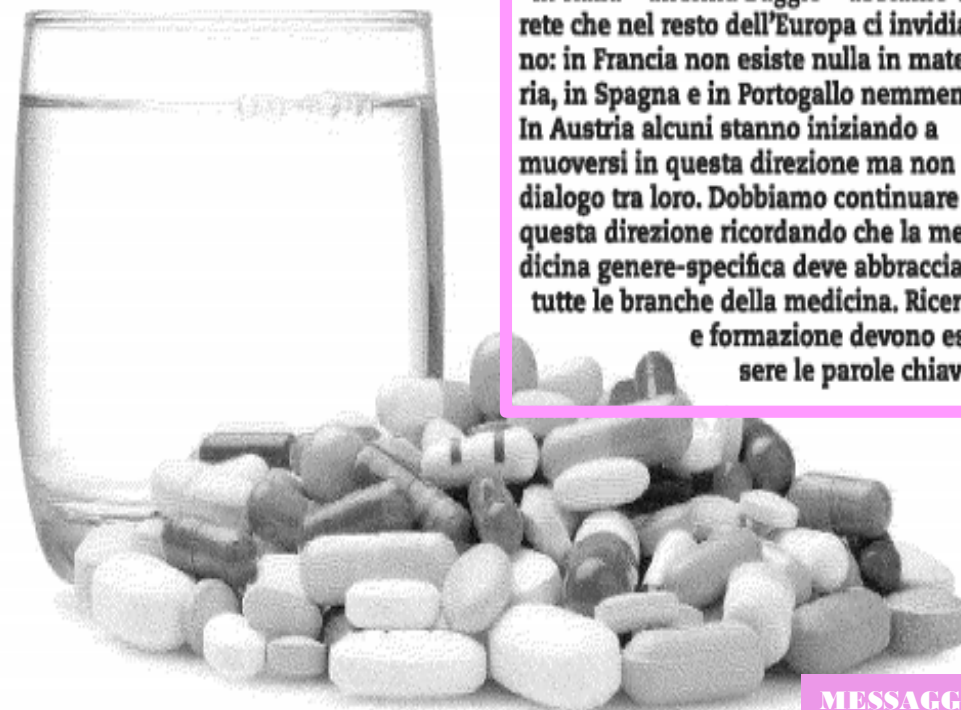 rete che nel resto dell'Europa ci invidia
no: in Francia non esiste nulla in mate
ria, in Spagna e in Portogallo nemmen
In Austria alcuni stanno iniziando a
muoversi in questa direzione ma non
dialogo tra loro. Dobbiamo continuare
questa direzione ricordando che la me
dicina genere-specifica deve abbraccia
tutte le branche della medicina. Ricer
e formazione devono es
sere le parole chiav
MESSAGG